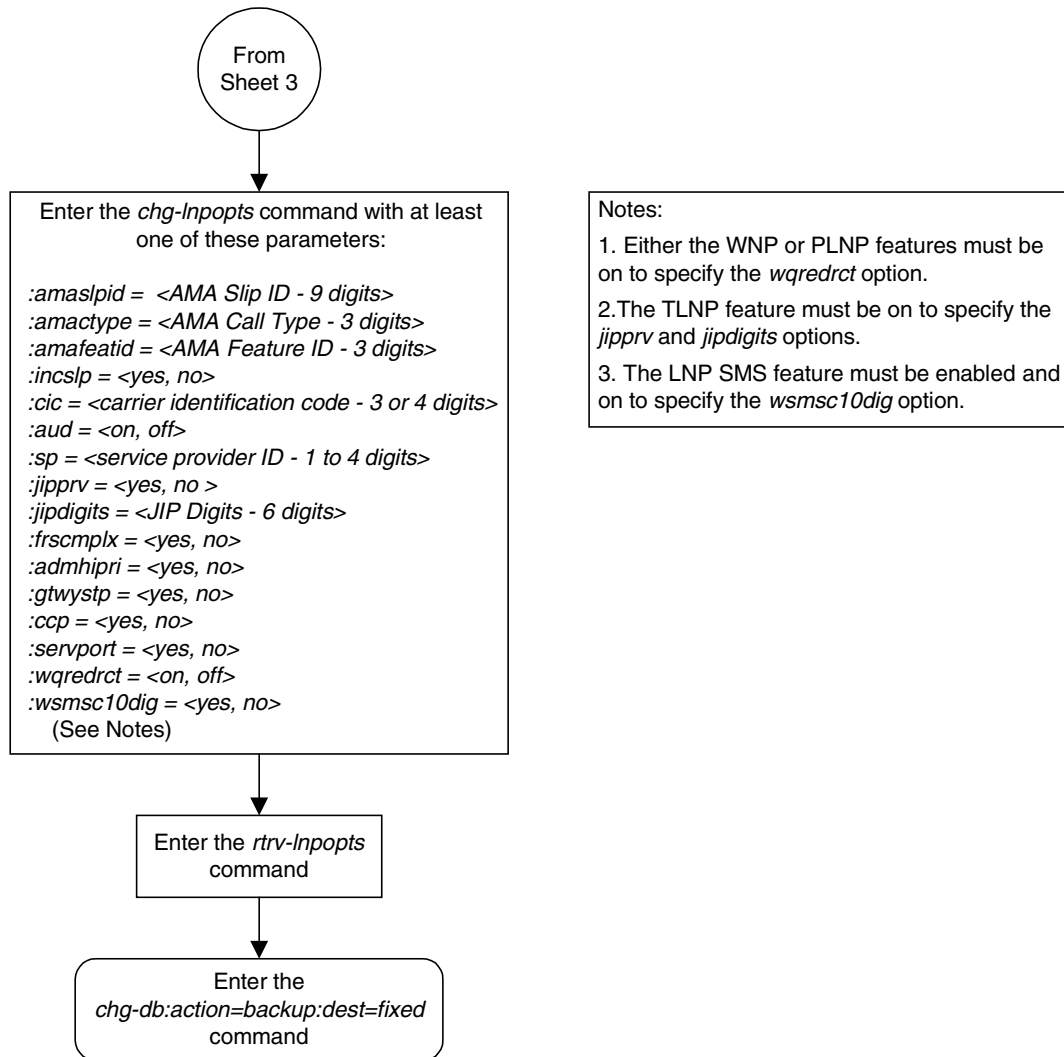 From
Sheet 3
Enter the chg-lnpopts command with at least
one of these parameters:
:amaslpid = <AMA Slip ID - 9 digits>
:amactype = <AMA Call Type - 3 digits>
:amafeatid = <AMA Feature ID - 3 digits>
:incslp = <yes, no>
:cic = <carrier identification code - 3 or 4 digits>
:aud = <on, off>
:sp = <service provider ID - 1 to 4 digits>
:jipprv = <yes, no >
:jipdigits = <JIP Digits - 6 digits>
:frscmplx = <yes, no>
:admhipri = <yes, no>
:gtwystp = <yes, no>
:ccp = <yes, no>
:servport = <yes, no>
:wqredrct = <on, off>
:wsmsc10dig = <yes, no>
(See Notes)
Notes:
1. Either the WNP or PLNP features must be
on to specify the wqredrct option.
2.The TLNP feature must be on to specify the
jipprv and jipdigits options.
3. The LNP SMS feature must be enabled and
on to specify the wsmsc10dig option.
Enter the rtrv-lnpopts
command
Enter the
chg-db:action=backup:dest=fixed
command